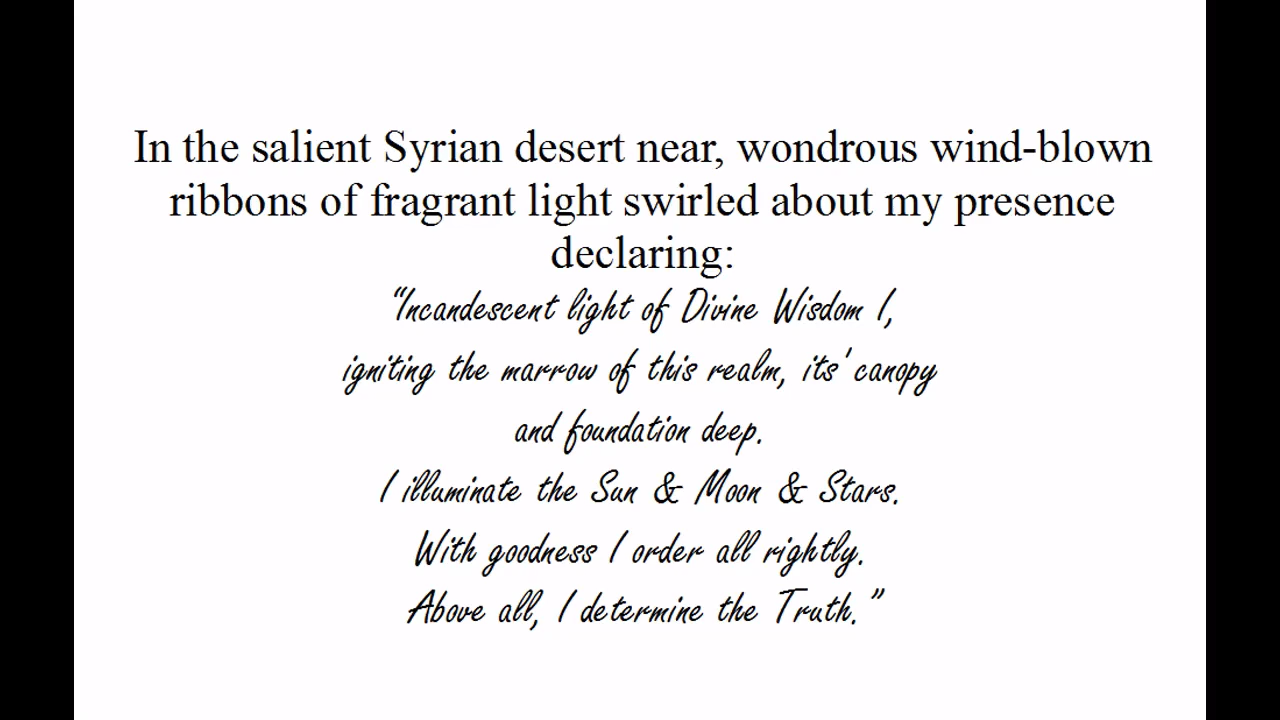 In the salient Syrian desert near, wondrous wind-blown
ribbons of fragrant light swirled about my presence
declaring:
“Incandescent light of Divine Wisdom I,
igniting the marrow of this realm, its' canopy
and foundation deep.
I illuminate the Sun & Moon & Stars.
With goodness I order all rightly.
Above all, I determine the Truth.”